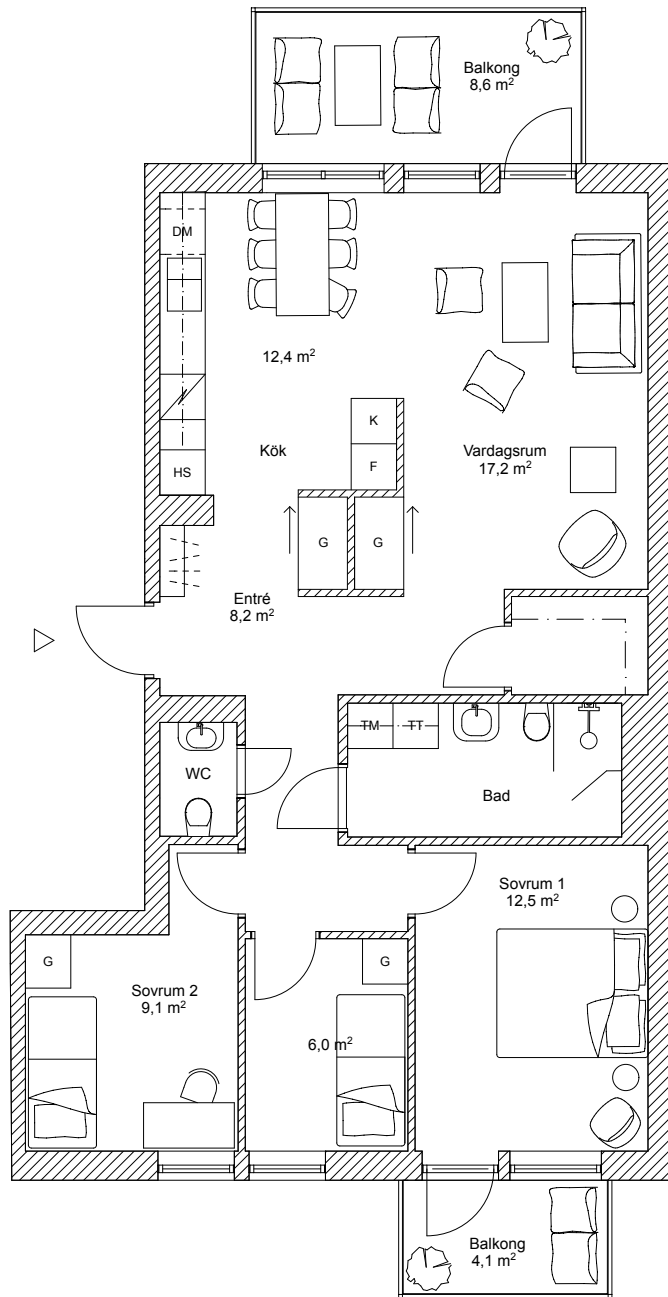 Balkong
8,6 m²
DM
12,4 m²
K
Kök
Vardagsrum
17,2 m²
F
HS
G
G
Entré
8,2 m²
TM
TT
WC
Bad
Sovrum 1
12,5 m²
G
G
Sovrum 2
9,1 m²
6,0 m²
Balkong
4,1 m²